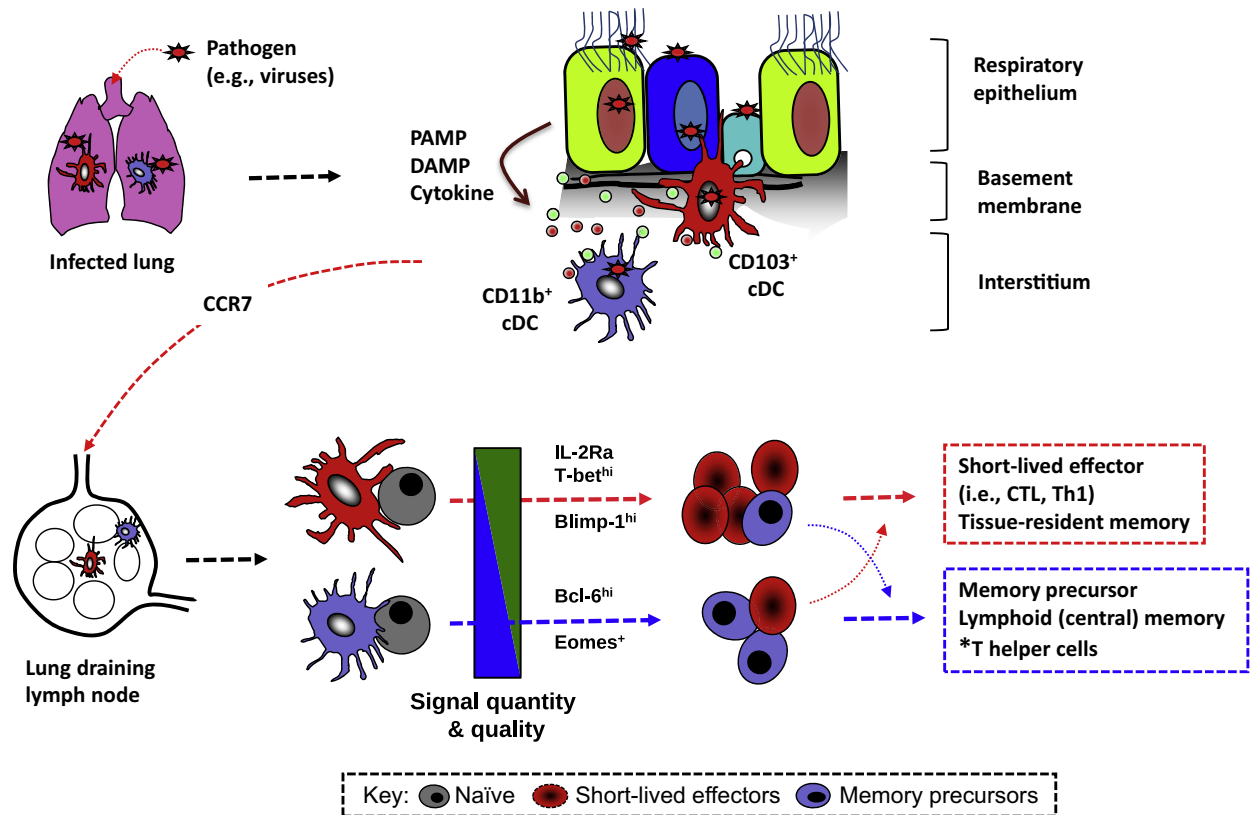 Pathogen
(e.g., viruses)
Infected lung
PAMP
DAMP
Cytokine
Respiratory
epithelium
Basement
membrane
Interstitium
CD103⁺
cDC
CD11b⁺
cDC
CCR7
Lung draining
lymph node
IL-2Ra
T-betʰⁱ
Blimp-1ʰⁱ
Bcl-6ʰⁱ
Eomes⁺
Signal quantity
& quality
Short-lived effector
(i.e., CTL, Th1)
Tissue-resident memory
Memory precursor
Lymphoid (central) memory
*T helper cells
Key: Naïve Short-lived effectors Memory precursors